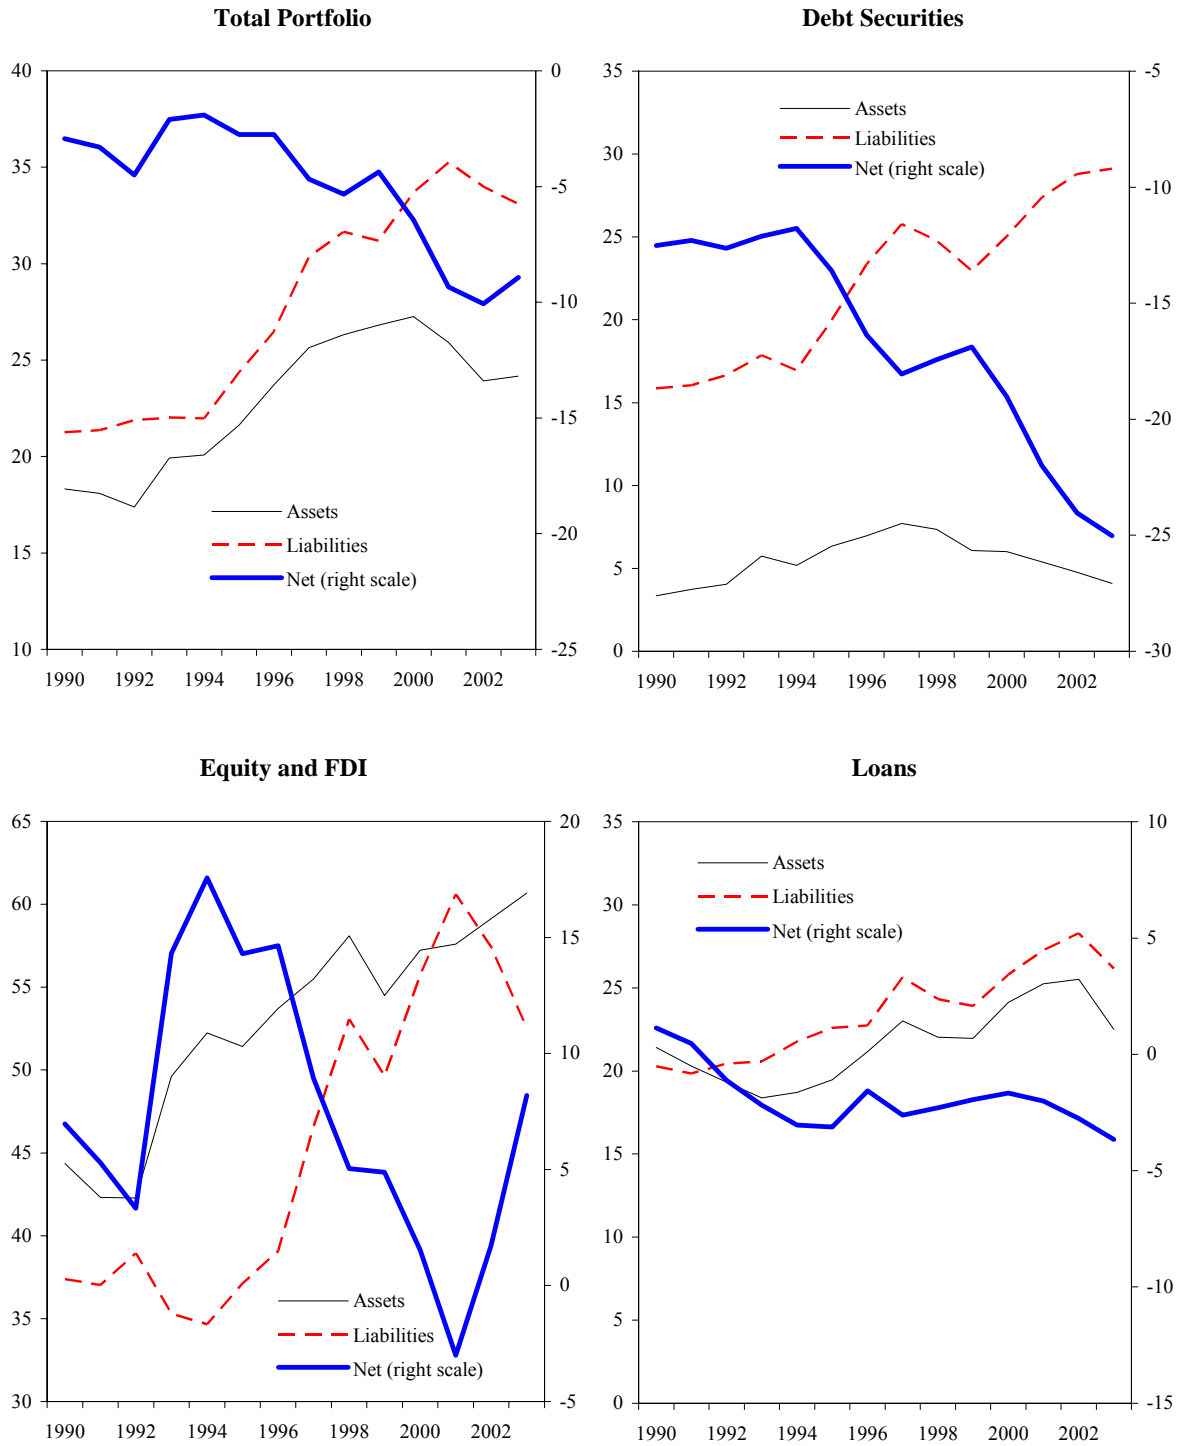 Total Portfolio
40
35
30
25
20
15
10
0
-5
-10
-15
-20
-25
Assets
Liabilities
Net (right scale)
1990 1992 1994 1996 1998 2000 2002
Debt Securities
35
30
25
20
15
10
5
0
-5
-10
-15
-20
-25
-30
Assets
Liabilities
Net (right scale)
1990 1992 1994 1996 1998 2000 2002
Equity and FDI
65
60
55
50
45
40
35
30
20
15
10
5
0
-5
Assets
Liabilities
Net (right scale)
1990 1992 1994 1996 1998 2000 2002
Loans
35
30
25
20
15
10
5
0
10
5
0
-5
-10
-15
Assets
Liabilities
Net (right scale)
1990 1992 1994 1996 1998 2000 2002